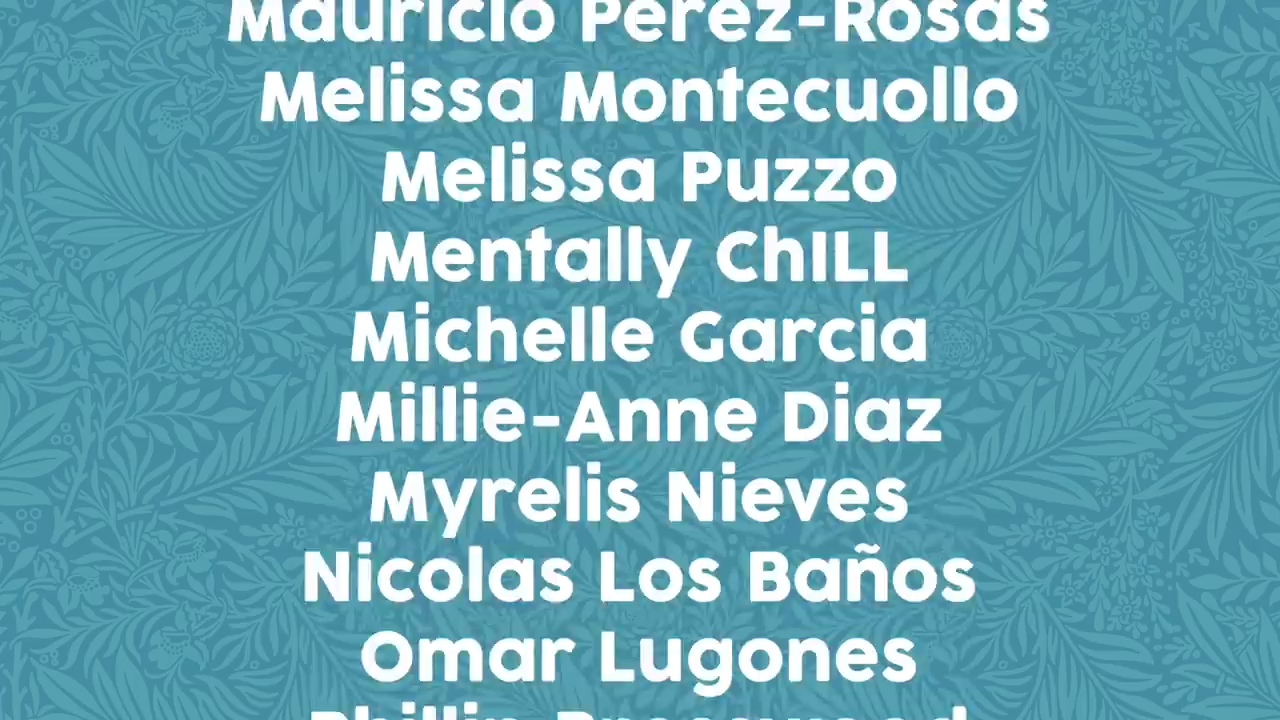 Mauricio Perez-Rosas
Melissa Montecuollo
Melissa Puzzo
Mentally ChILL
Michelle Garcia
Millie-Anne Diaz
Myrelis Nieves
Nicolas Los Baños
Omar Lugones
Phillip